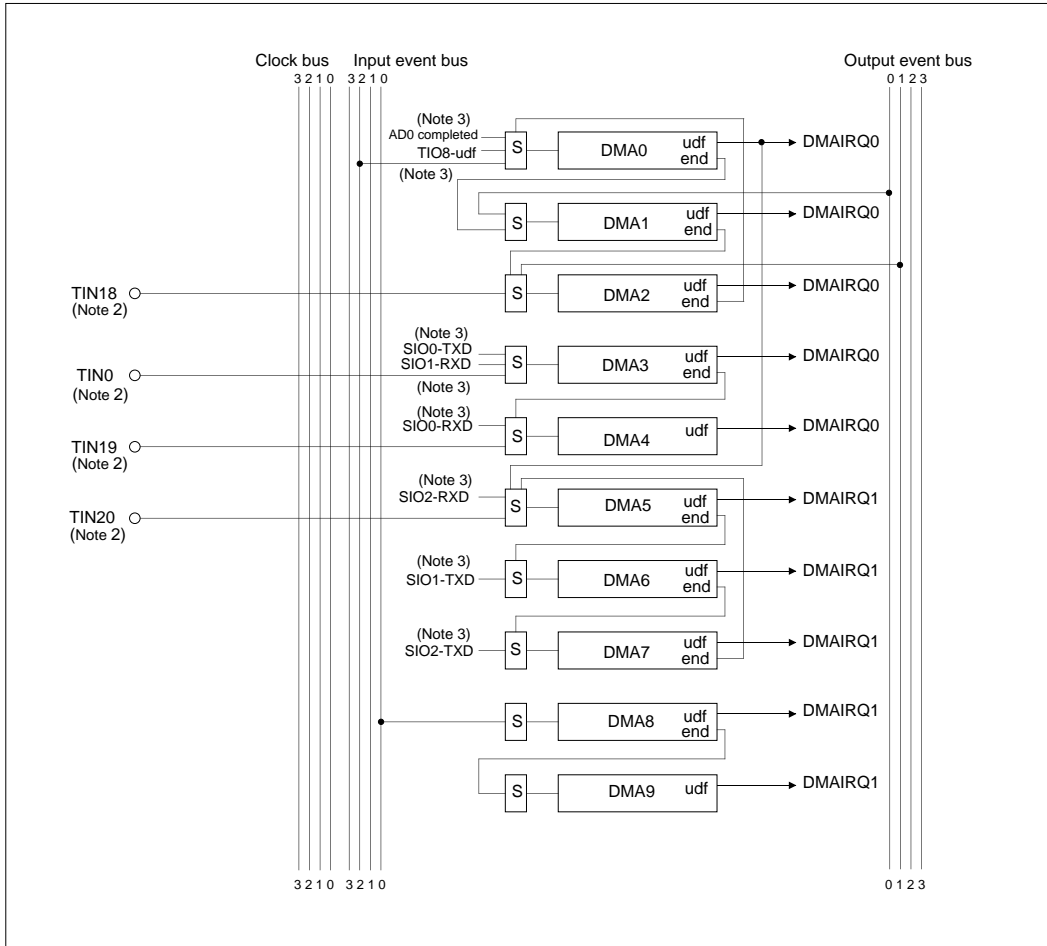 Clock bus Input event bus Output event bus
3 2 1 0 3 2 1 0 0 1 2 3
(Note 3)
AD0 completed
TIO8-udf
(Note 3)
S DMA0 udf end DMAIRQ0
S DMA1 udf end DMAIRQ0
TIN18
(Note 2)
S DMA2 udf end DMAIRQ0
(Note 3)
SIO0-TXD
SIO1-RXD
(Note 3)
TIN0
(Note 2)
S DMA3 udf end DMAIRQ0
(Note 3)
SIO0-RXD
TIN19
(Note 2)
S DMA4 udf DMAIRQ0
(Note 3)
SIO2-RXD
TIN20
(Note 2)
S DMA5 udf end DMAIRQ1
(Note 3)
SIO1-TXD
S DMA6 udf end DMAIRQ1
(Note 3)
SIO2-TXD
S DMA7 udf end DMAIRQ1
S DMA8 udf end DMAIRQ1
S DMA9 udf DMAIRQ1
3 2 1 0 3 2 1 0 0 1 2 3